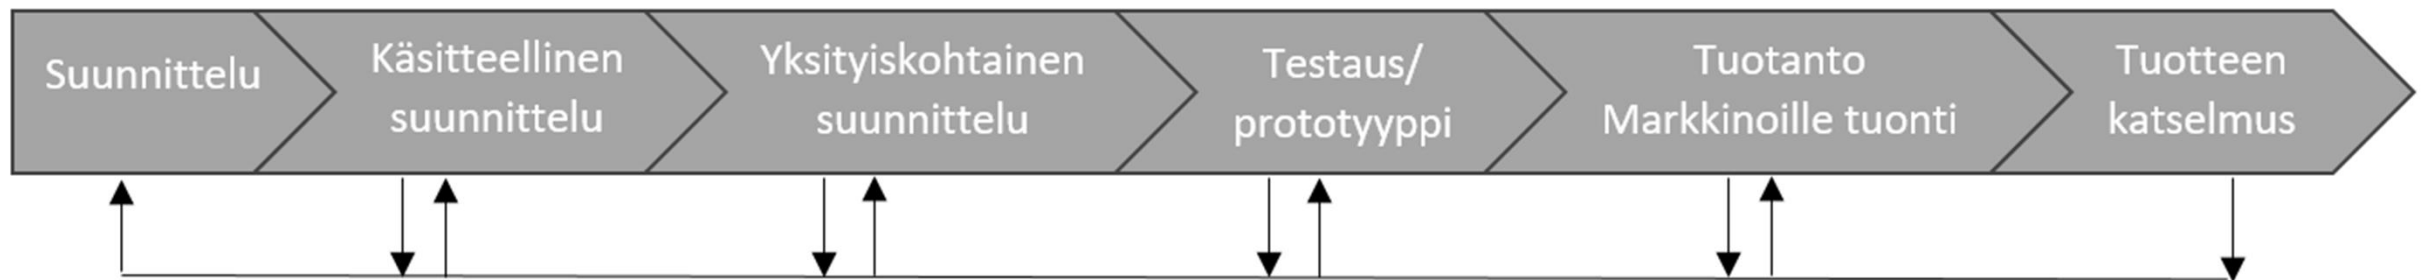 Suunnittelu
Käsitteellinen
suunnittelu
Yksityiskohtainen
suunnittelu
Testaus/
prototyyppi
Tuotanto
Markkinoille tuonti
Tuotteen
katselmus